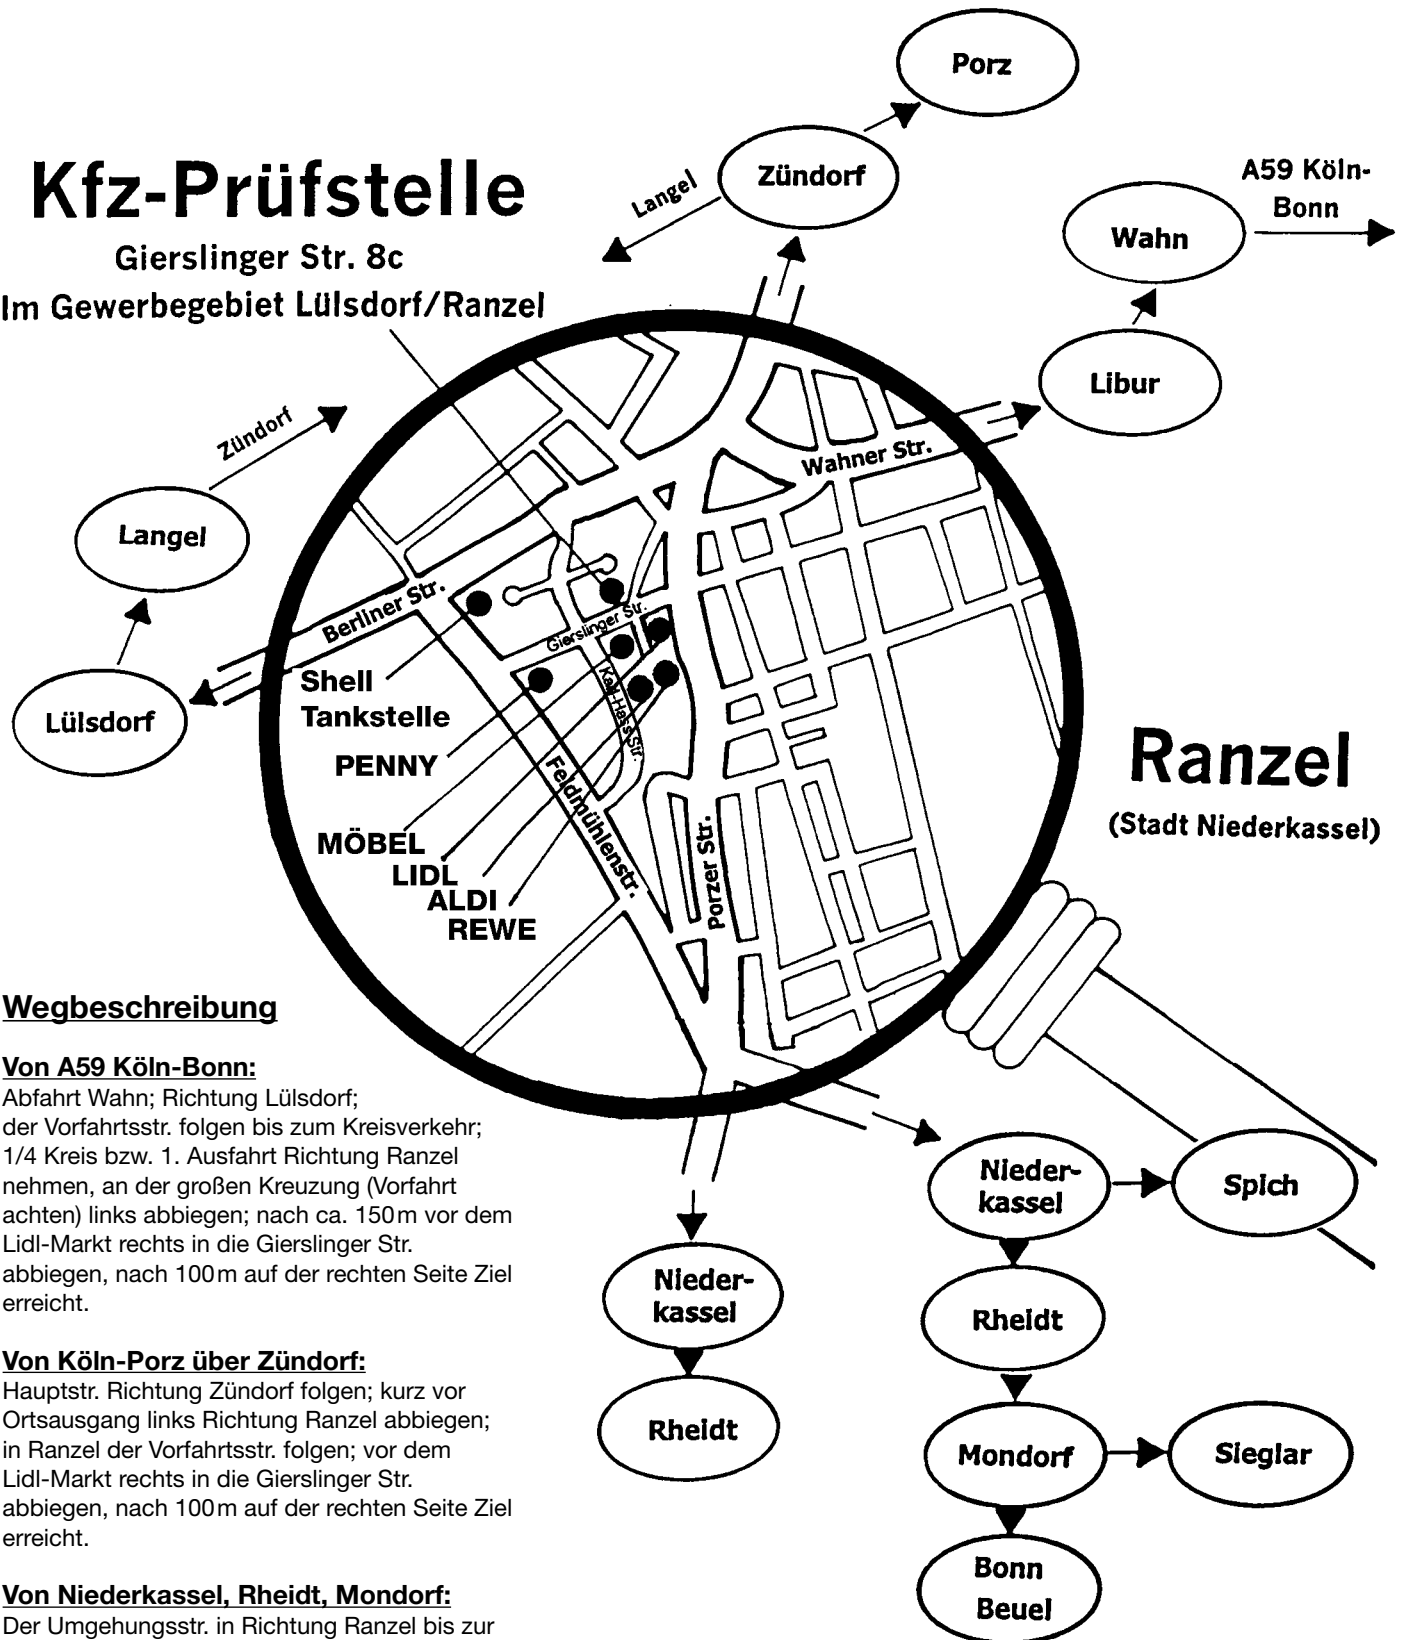 Porz
Zündorf
Langel
A59 Köln-
Bonn
Wahn
Libur
Kfz-Prüfstelle
Gierslinger Str. 8c
Im Gewerbegebiet Lülsdorf/Ranzel
Zündorf
Langel
Lülsdorf
Wahner Str.
Berliner Str.
Gierslinger Str.
Karl-Hass-Str.
Feldmühlenstr.
Porzer Str.
Shell
Tankstelle
PENNY
MÖBEL
LIDL
ALDI
REWE
Ranzel
(Stadt Niederkassel)
Wegbeschreibung
Von A59 Köln-Bonn:
Abfahrt Wahn; Richtung Lülsdorf;
der Vorfahrtsstr. folgen bis zum Kreisverkehr;
1/4 Kreis bzw. 1. Ausfahrt Richtung Ranzel
nehmen, an der großen Kreuzung (Vorfahrt
achten) links abbiegen; nach ca. 150m vor dem
Lidl-Markt rechts in die Gierslinger Str.
abbiegen, nach 100m auf der rechten Seite Ziel
erreicht.
Von Köln-Porz über Zündorf:
Hauptstr. Richtung Zündorf folgen; kurz vor
Ortsausgang links Richtung Ranzel abbiegen;
in Ranzel der Vorfahrtsstr. folgen; vor dem
Lidl-Markt rechts in die Gierslinger Str.
abbiegen, nach 100m auf der rechten Seite Ziel
erreicht.
Von Niederkassel, Rheidt, Mondorf:
Der Umgehungsstr. in Richtung Ranzel bis zur
Nieder-
kassel
Rheidt
Nieder-
kassel
Spich
Rheidt
Mondorf
Sieglar
Bonn
Beuel